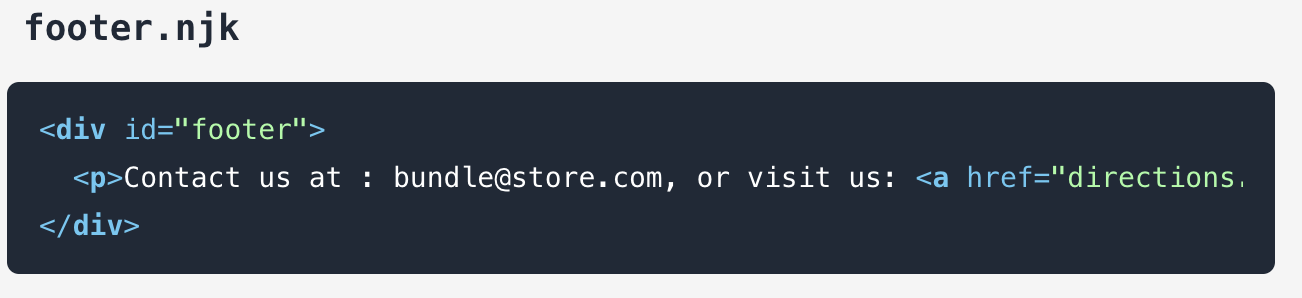 footer.njk
<div id="footer">
  <p>Contact us at : bundle@store.com, or visit us: <a href="directions.
</div>